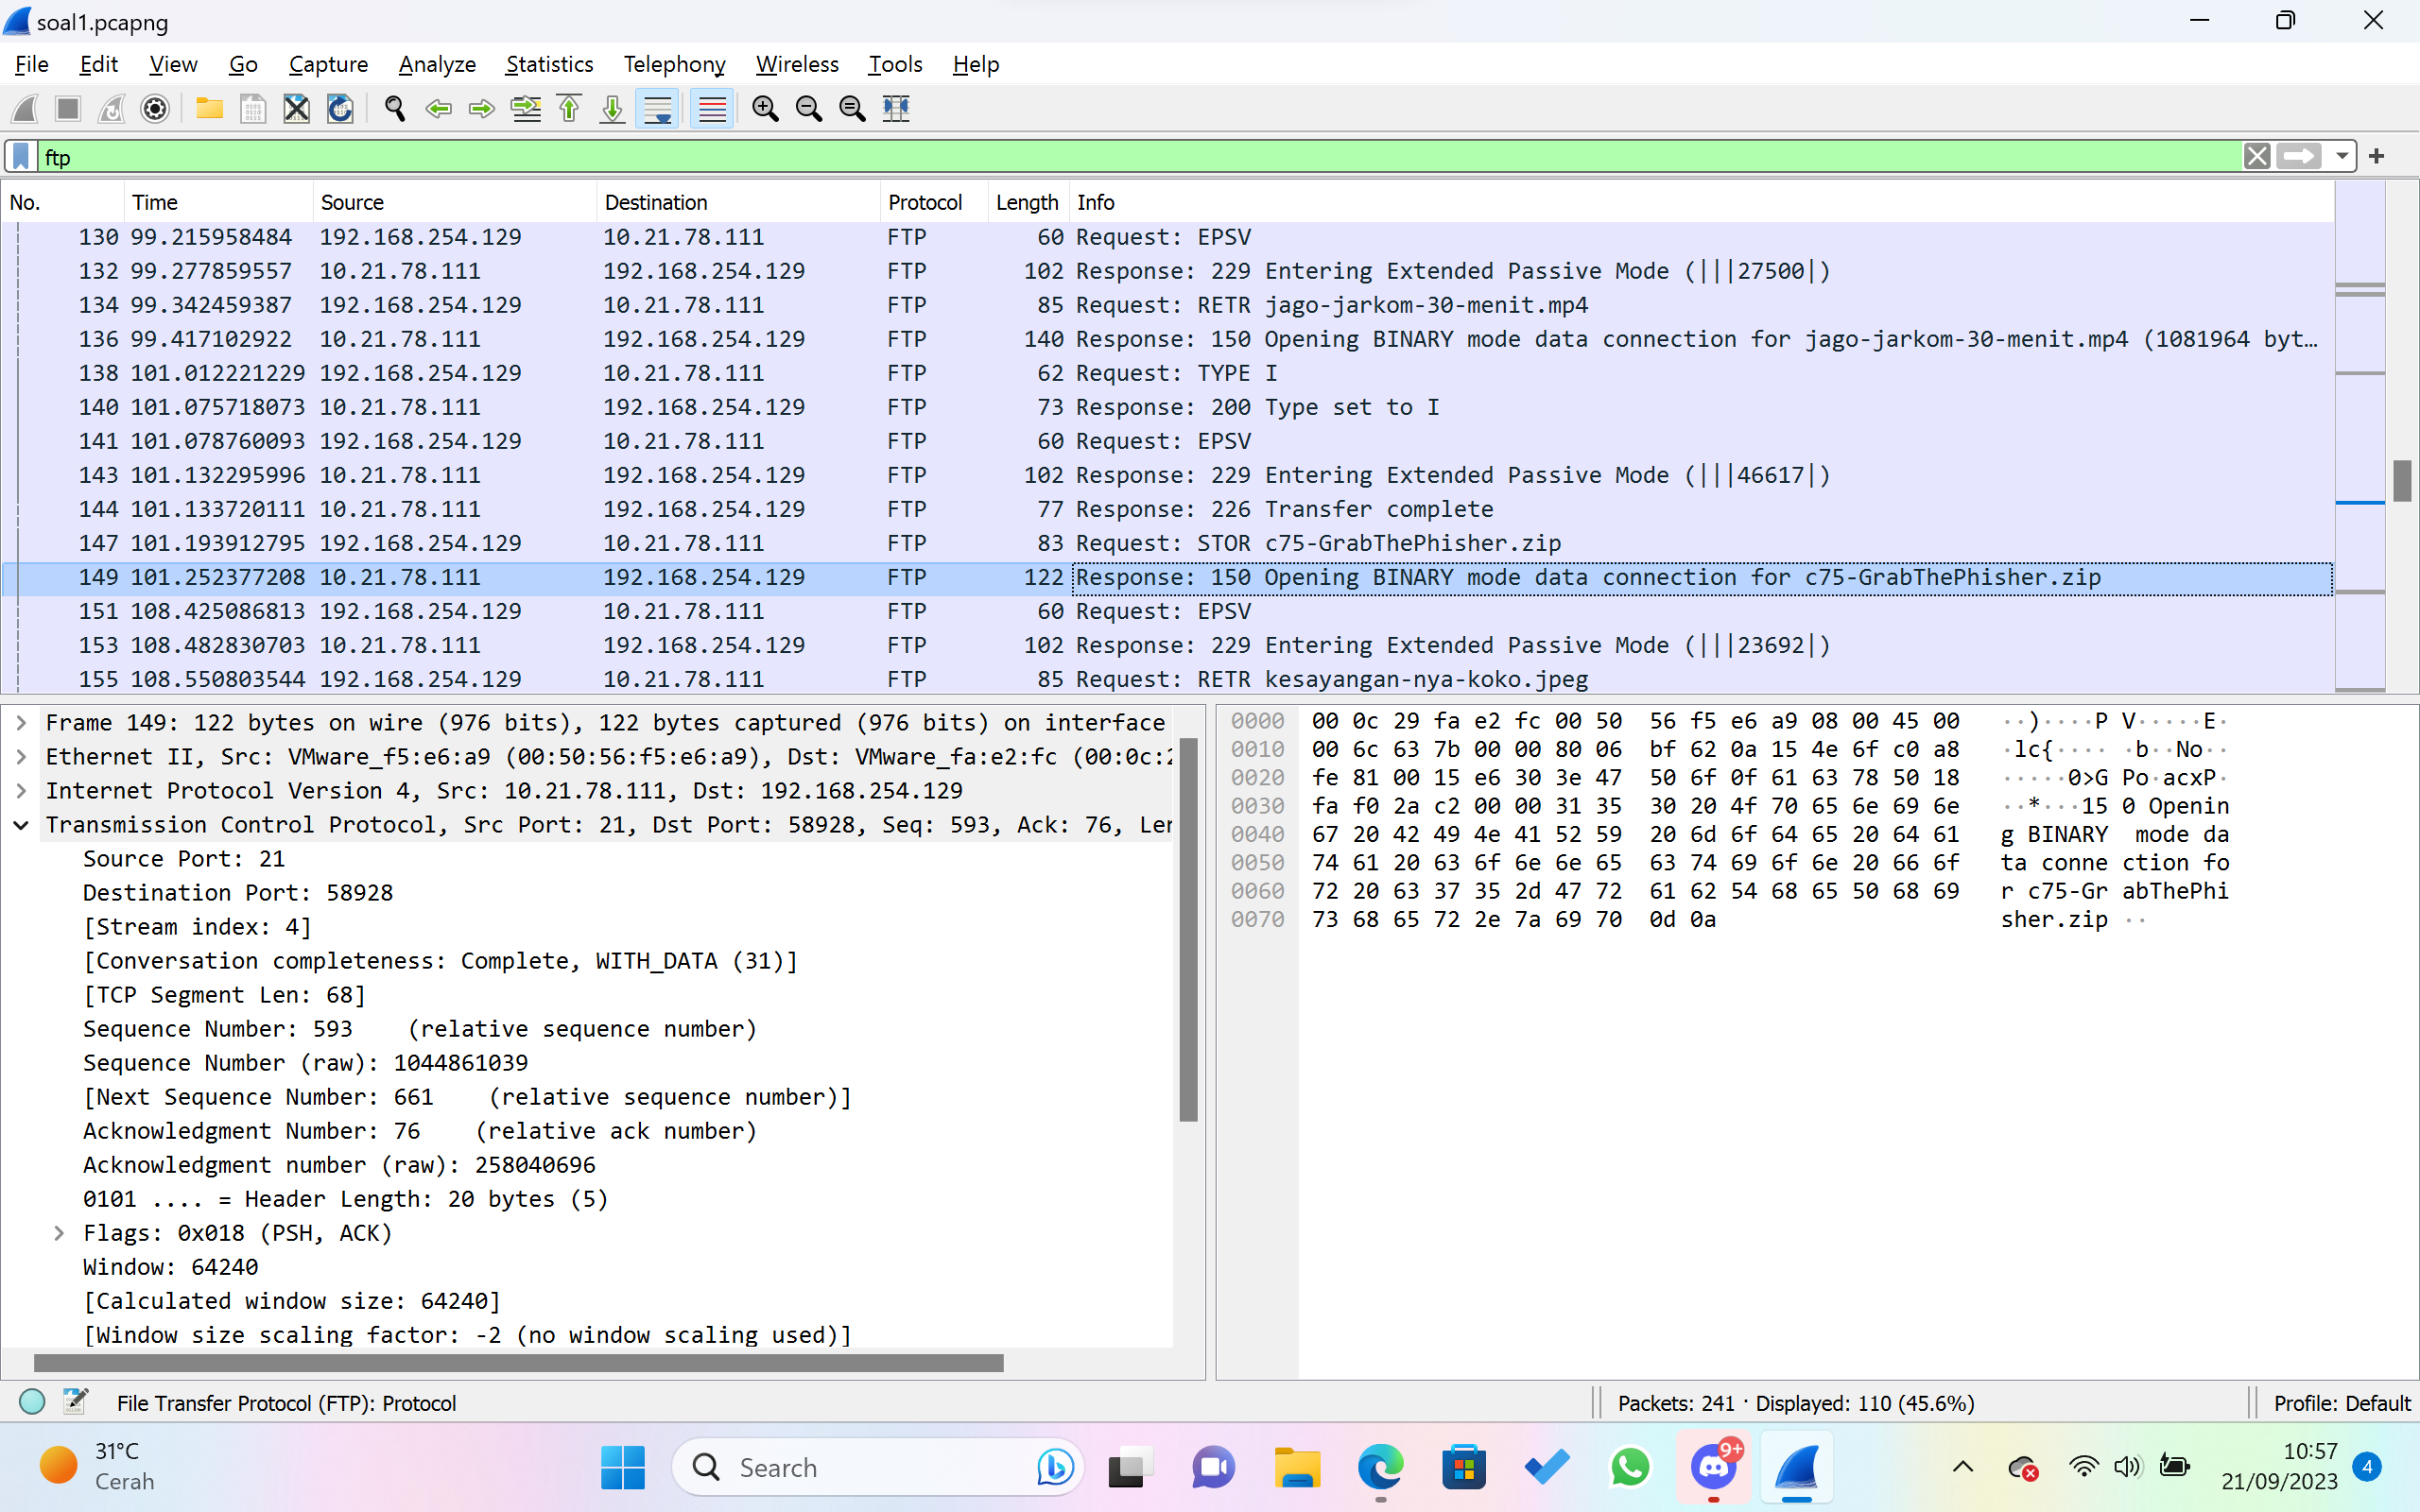 soal1.pcapng
File Edit View Go Capture Analyze Statistics Telephony Wireless Tools Help
ftp
No. Time Source Destination Protocol Length Info
130 99.215958484 192.168.254.129 10.21.78.111 FTP 60 Request: EPSV
132 99.277859557 10.21.78.111 192.168.254.129 FTP 102 Response: 229 Entering Extended Passive Mode (|||27500|)
134 99.342459387 192.168.254.129 10.21.78.111 FTP 85 Request: RETR jago-jarkom-30-menit.mp4
136 99.417102922 10.21.78.111 192.168.254.129 FTP 140 Response: 150 Opening BINARY mode data connection for jago-jarkom-30-menit.mp4 (1081964 byt…
138 101.012221229 192.168.254.129 10.21.78.111 FTP 62 Request: TYPE I
140 101.075718073 10.21.78.111 192.168.254.129 FTP 73 Response: 200 Type set to I
141 101.078760093 192.168.254.129 10.21.78.111 FTP 60 Request: EPSV
143 101.132295996 10.21.78.111 192.168.254.129 FTP 102 Response: 229 Entering Extended Passive Mode (|||46617|)
144 101.133720111 10.21.78.111 192.168.254.129 FTP 77 Response: 226 Transfer complete
147 101.193912795 192.168.254.129 10.21.78.111 FTP 83 Request: STOR c75-GrabThePhisher.zip
149 101.252377208 10.21.78.111 192.168.254.129 FTP 122 Response: 150 Opening BINARY mode data connection for c75-GrabThePhisher.zip
151 108.425086813 192.168.254.129 10.21.78.111 FTP 60 Request: EPSV
153 108.482830703 10.21.78.111 192.168.254.129 FTP 102 Response: 229 Entering Extended Passive Mode (|||23692|)
155 108.550803544 192.168.254.129 10.21.78.111 FTP 85 Request: RETR kesayangan-nya-koko.jpeg
Frame 149: 122 bytes on wire (976 bits), 122 bytes captured (976 bits) on interface
Ethernet II, Src: VMware_f5:e6:a9 (00:50:56:f5:e6:a9), Dst: VMware_fa:e2:fc (00:0c:2
Internet Protocol Version 4, Src: 10.21.78.111, Dst: 192.168.254.129
Transmission Control Protocol, Src Port: 21, Dst Port: 58928, Seq: 593, Ack: 76, Len
Source Port: 21
Destination Port: 58928
[Stream index: 4]
[Conversation completeness: Complete, WITH_DATA (31)]
[TCP Segment Len: 68]
Sequence Number: 593 (relative sequence number)
Sequence Number (raw): 1044861039
[Next Sequence Number: 661 (relative sequence number)]
Acknowledgment Number: 76 (relative ack number)
Acknowledgment number (raw): 258040696
0101 .... = Header Length: 20 bytes (5)
Flags: 0x018 (PSH, ACK)
Window: 64240
[Calculated window size: 64240]
[Window size scaling factor: -2 (no window scaling used)]
0000 00 0c 29 fa e2 fc 00 50 56 f5 e6 a9 08 00 45 00 ··)····P V·····E·
0010 00 6c 63 7b 00 00 80 06 bf 62 0a 15 4e 6f c0 a8 ·lc{···· ·b··No··
0020 fe 81 00 15 e6 30 3e 47 50 6f 0f 61 63 78 50 18 ·····0>G Po·acxP·
0030 fa f0 2a c2 00 00 31 35 30 20 4f 70 65 6e 69 6e ··*···15 0 Openin
0040 67 20 42 49 4e 41 52 59 20 6d 6f 64 65 20 64 61 g BINARY mode da
0050 74 61 20 63 6f 6e 6e 65 63 74 69 6f 6e 20 66 6f ta conne ction fo
0060 72 20 63 37 35 2d 47 72 61 62 54 68 65 50 68 69 r c75-Gr abThePhi
0070 73 68 65 72 2e 7a 69 70 0d 0a sher.zip ··
File Transfer Protocol (FTP): Protocol
Packets: 241 · Displayed: 110 (45.6%)
Profile: Default
31°C
Cerah
Search
9+
10:57
21/09/2023
4